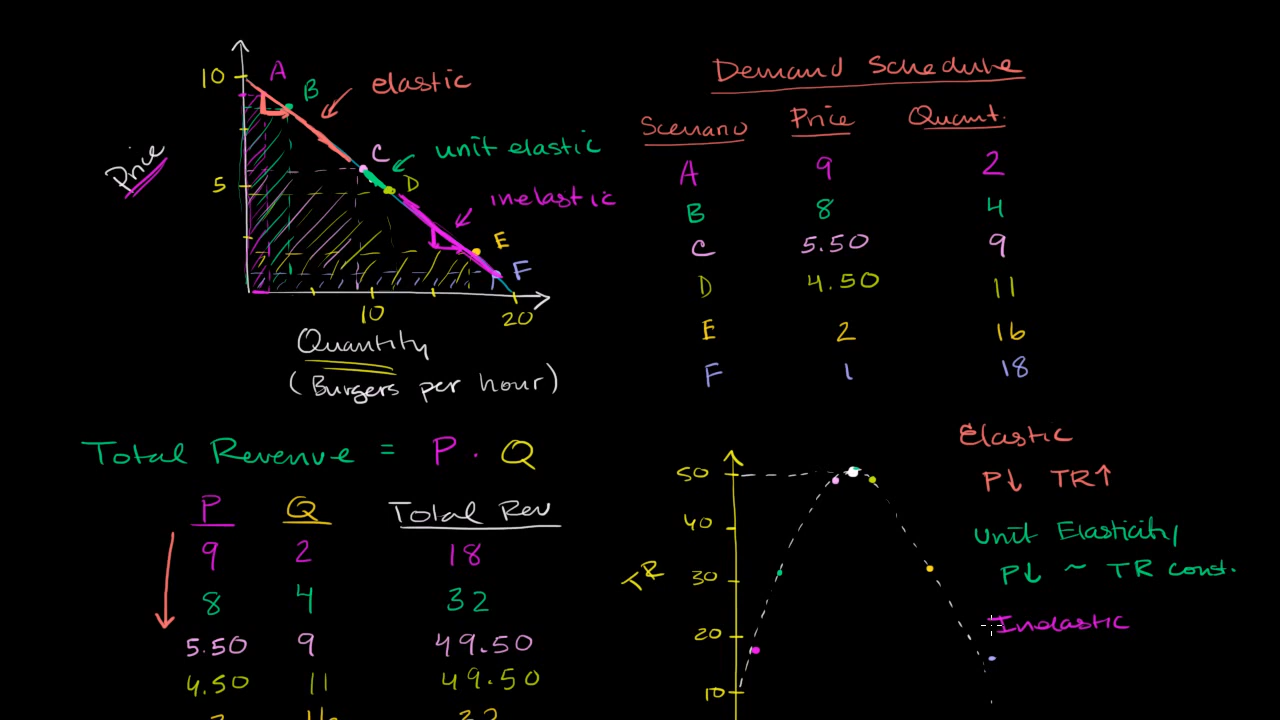 10
A
B
elastic
C
unit elastic
Price
5
D
inelastic
E
F
10
20
Quantity
(Burgers per hour)
Demand Schedule
Scenario Price Quant.
A 9 2
B 8 4
C 5.50 9
D 4.50 11
E 2 16
F 1 18
Total Revenue = P · Q
P Q Total Rev
9 2 18
8 4 32
5.50 9 49.50
4.50 11 49.50
2 16 32
TR
50
40
30
20
10
Elastic
P↓ TR↑
Unit Elasticity
P↓ ~ TR const.
Inelastic